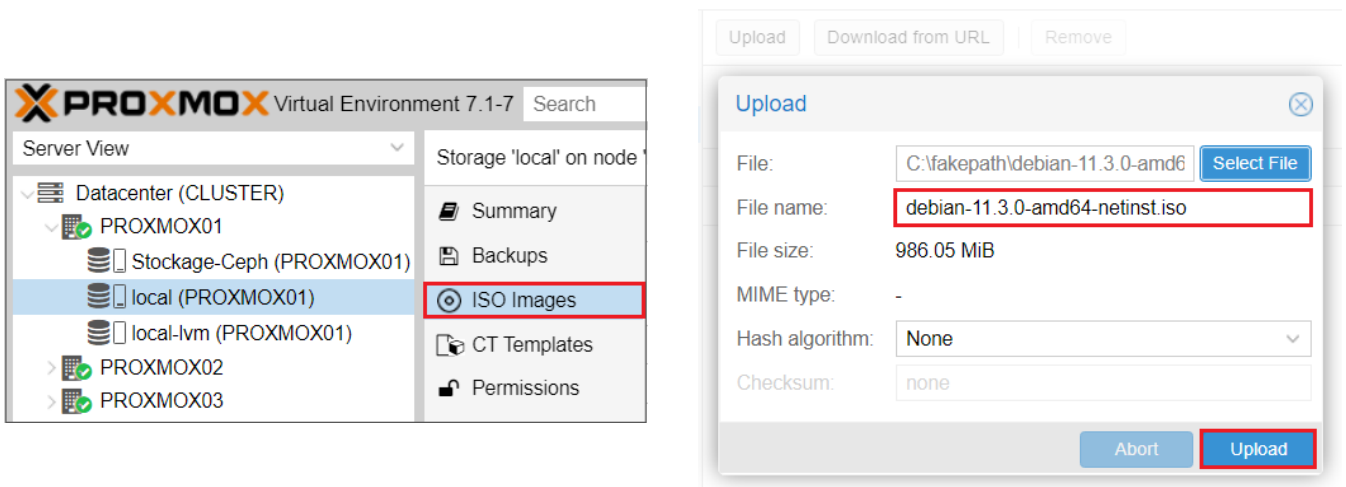 PROXMOX Virtual Environment 7.1-7 Search
Server View
Datacenter (CLUSTER)
PROXMOX01
Stockage-Ceph (PROXMOX01)
local (PROXMOX01)
local-lvm (PROXMOX01)
PROXMOX02
PROXMOX03
Storage 'local' on node '
Summary
Backups
ISO Images
CT Templates
Permissions
Upload Download from URL Remove
Upload
File: C:\fakepath\debian-11.3.0-amd6 Select File
File name: debian-11.3.0-amd64-netinst.iso
File size: 986.05 MiB
MIME type: -
Hash algorithm: None
Checksum: none
Abort Upload